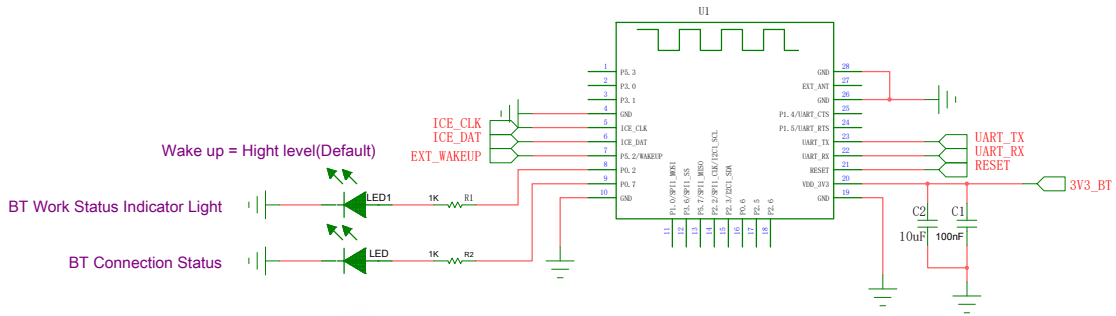 U1
1 P5.3
2 P3.0
3 P3.1
4 GND
5 ICE_CLK
6 ICE_DAT
7 P5.2/WAKEUP
8 P0.2
9 P0.7
10 GND
P1.0/SPI1_MOSI 11
P3.6/SPI1_SS 12
P5.7/SPI1_MISO 13
P2.2/SPI1_CLK/I2C1_SCL 14
P2.3/I2C1_SDA 15
P0.6 16
P2.5 17
P2.6 18
GND 28
EXT_ANT 27
GND 26
P1.4/UART_CTS 25
P1.5/UART_RTS 24
UART_TX 23
UART_RX 22
RESET 21
VDD_3V3 20
GND 19
ICE_CLK
ICE_DAT
EXT_WAKEUP
Wake up = Hight level(Default)
BT Work Status Indicator Light
LED1
1K R1
BT Connection Status
LED
1K R2
UART_TX
UART_RX
RESET
3V3_BT
C2
10uF
C1
100nF